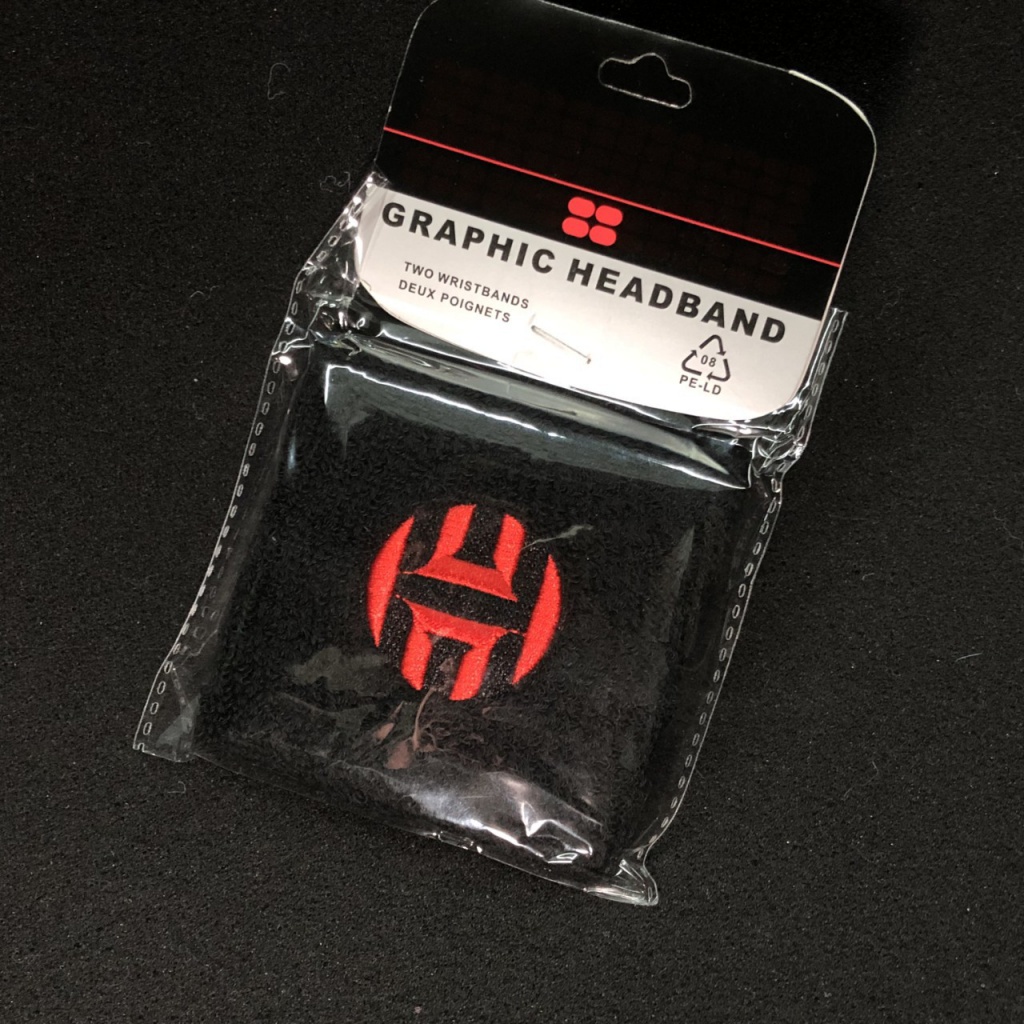 GRAPHIC HEADBAND
TWO WRISTBANDS
DEUX POIGNETS
08
PE-LD